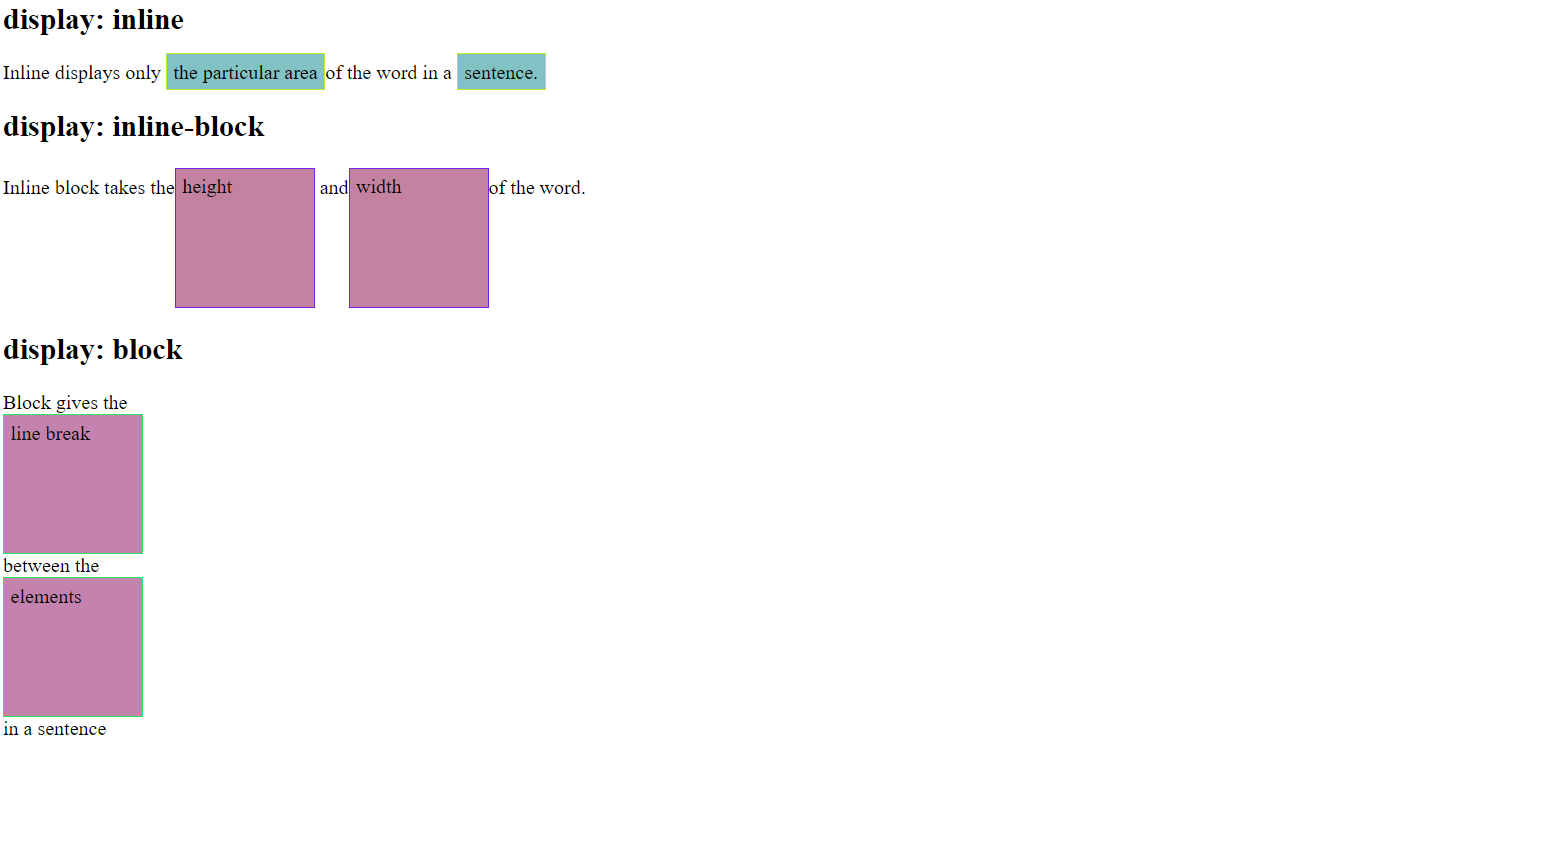 display: inline
Inline displays only the particular area of the word in a sentence.
display: inline-block
Inline block takes the height and width of the word.
display: block
Block gives the
line break
between the
elements
in a sentence